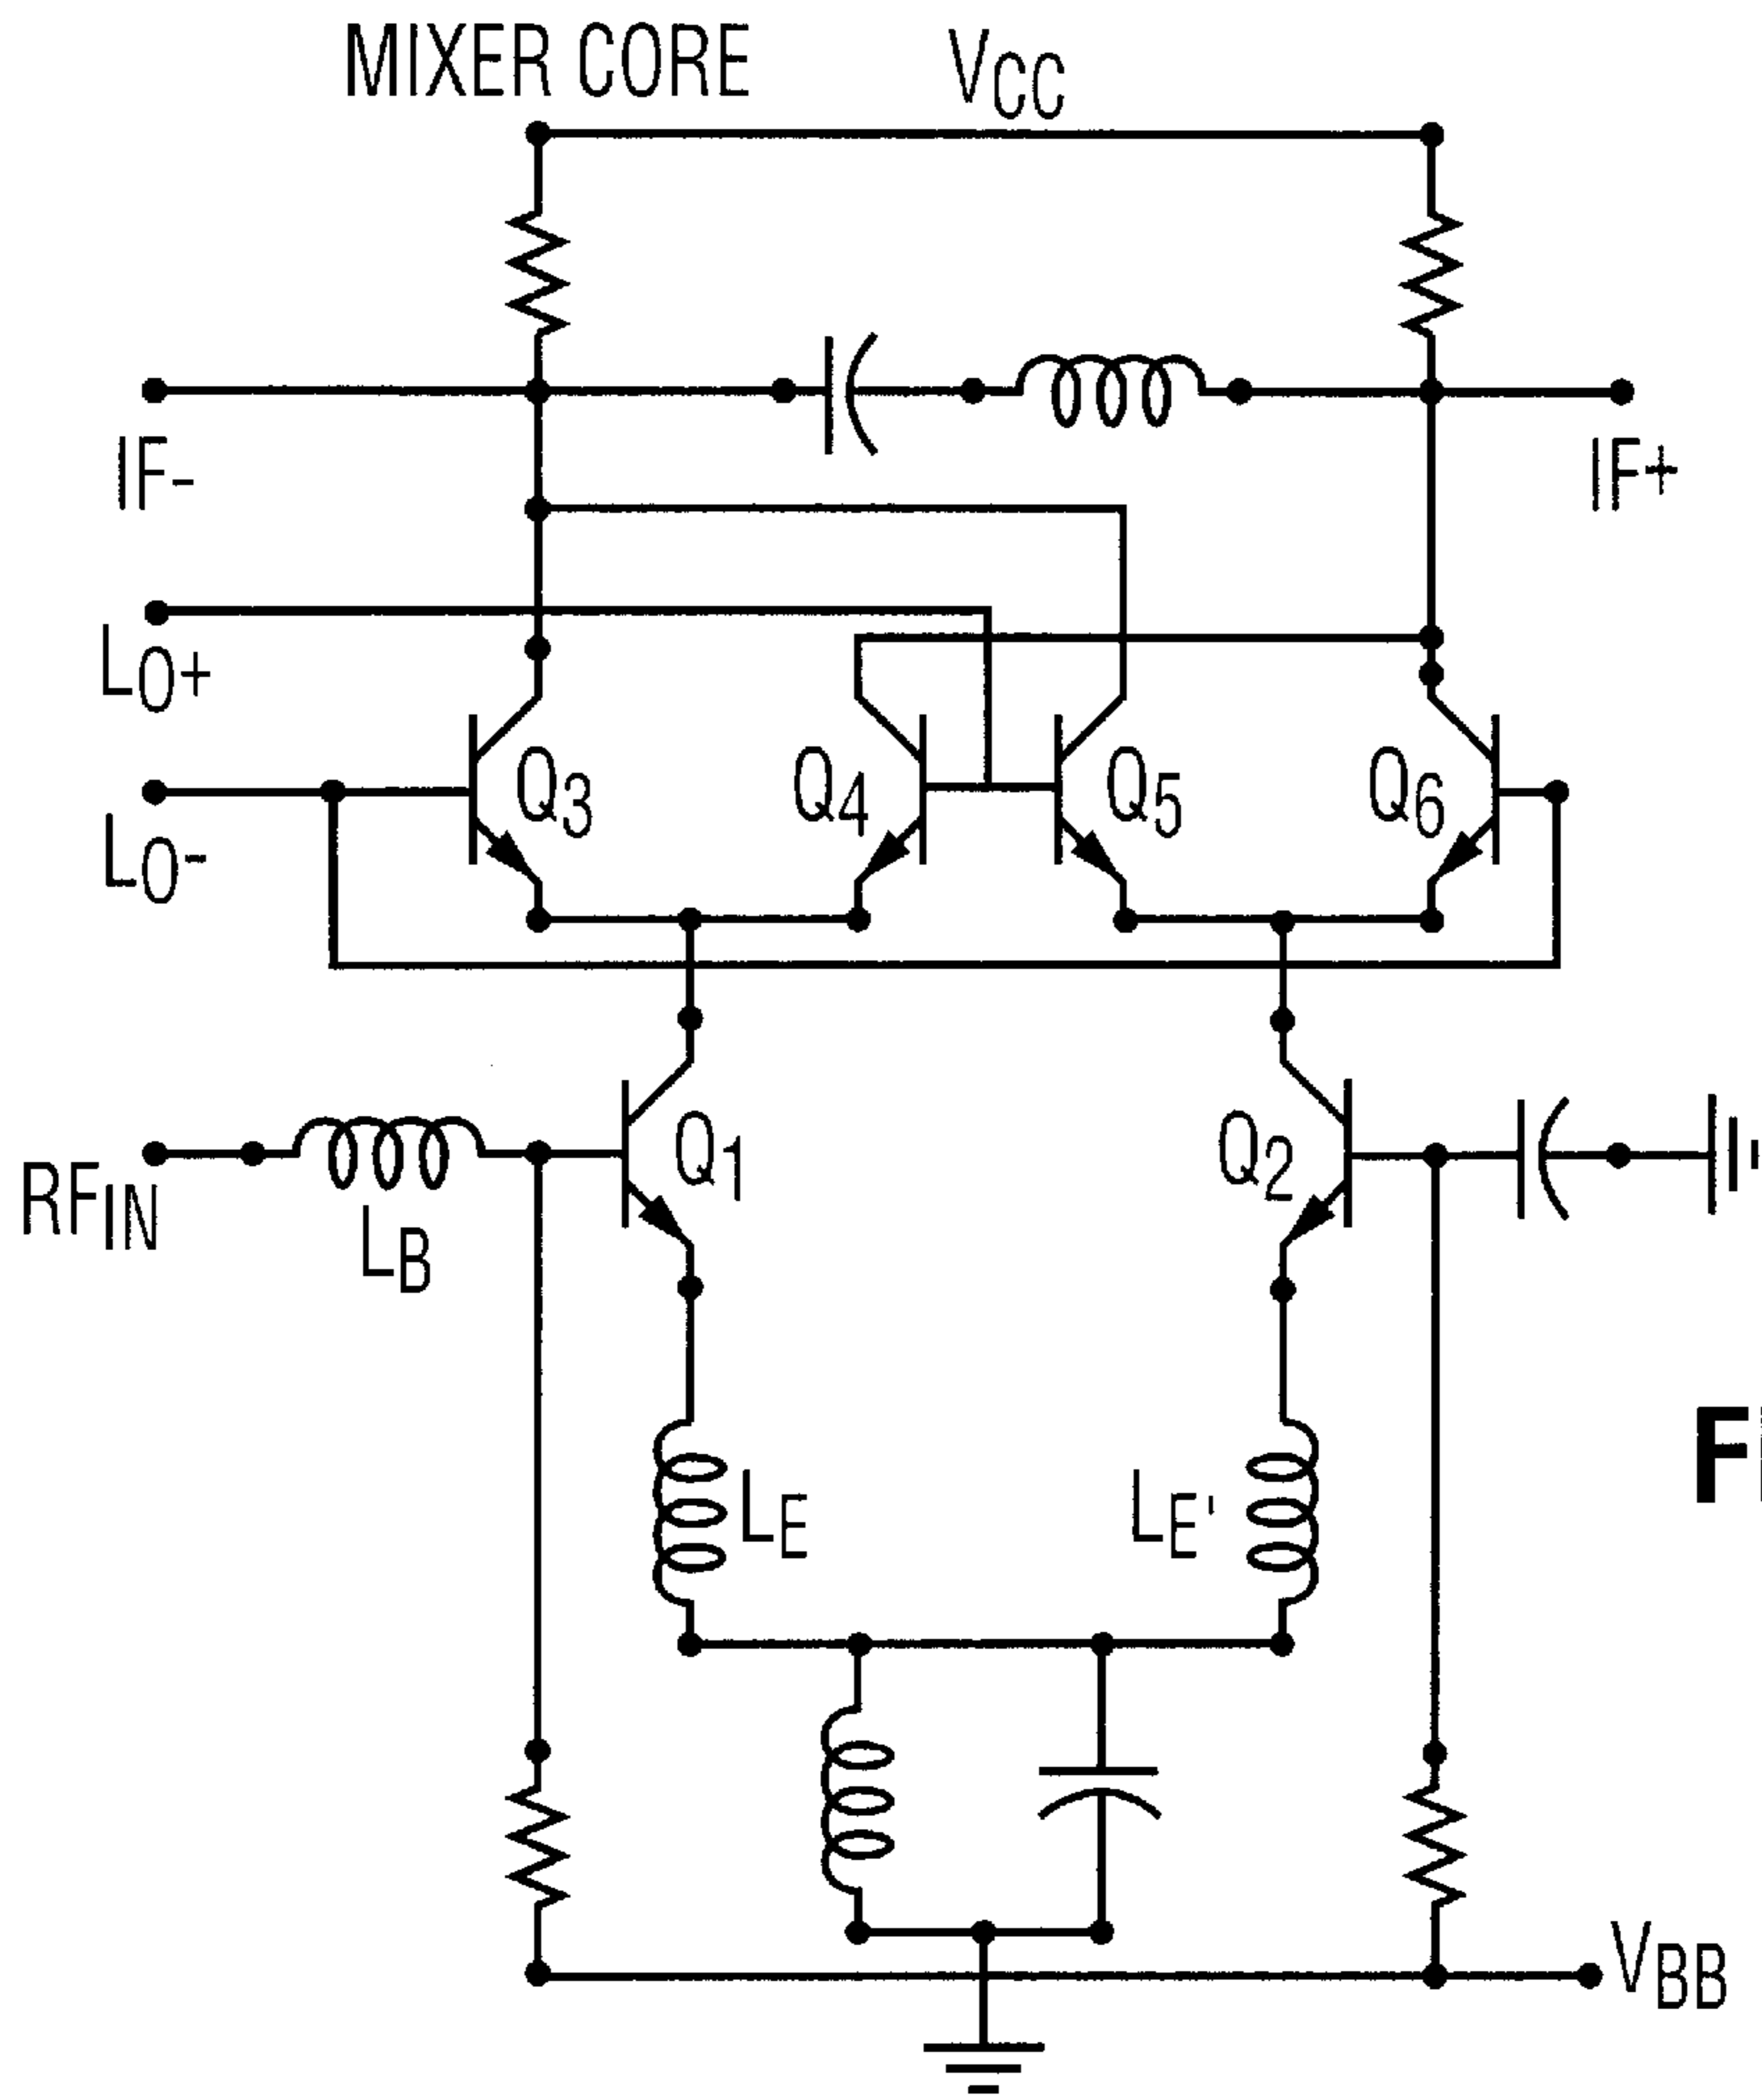 MIXER CORE
VCC
IF-
IF+
LO+
LO-
Q3
Q4
Q5
Q6
RFIN
LB
Q1
Q2
LE
LE'
VBB